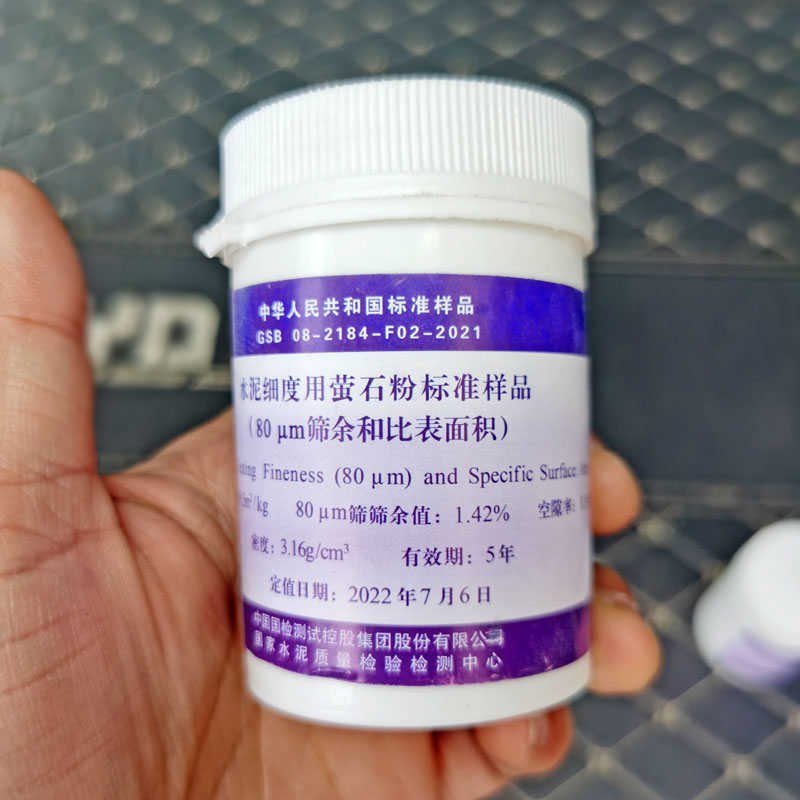 中华人民共和国标准样品
GSB 08-2184-F02-2021
水泥细度用萤石粉标准样品
（80 μm筛余和比表面积）
Fineness (80 μm) and Specific Surface
m²/kg 80 μm筛筛余值：1.42% 空隙率：
密度：3.16g/cm³ 有效期：5年
定值日期：2022年7月6日
中国国检测试控股集团股份有限公司
国家水泥质量检验检测中心